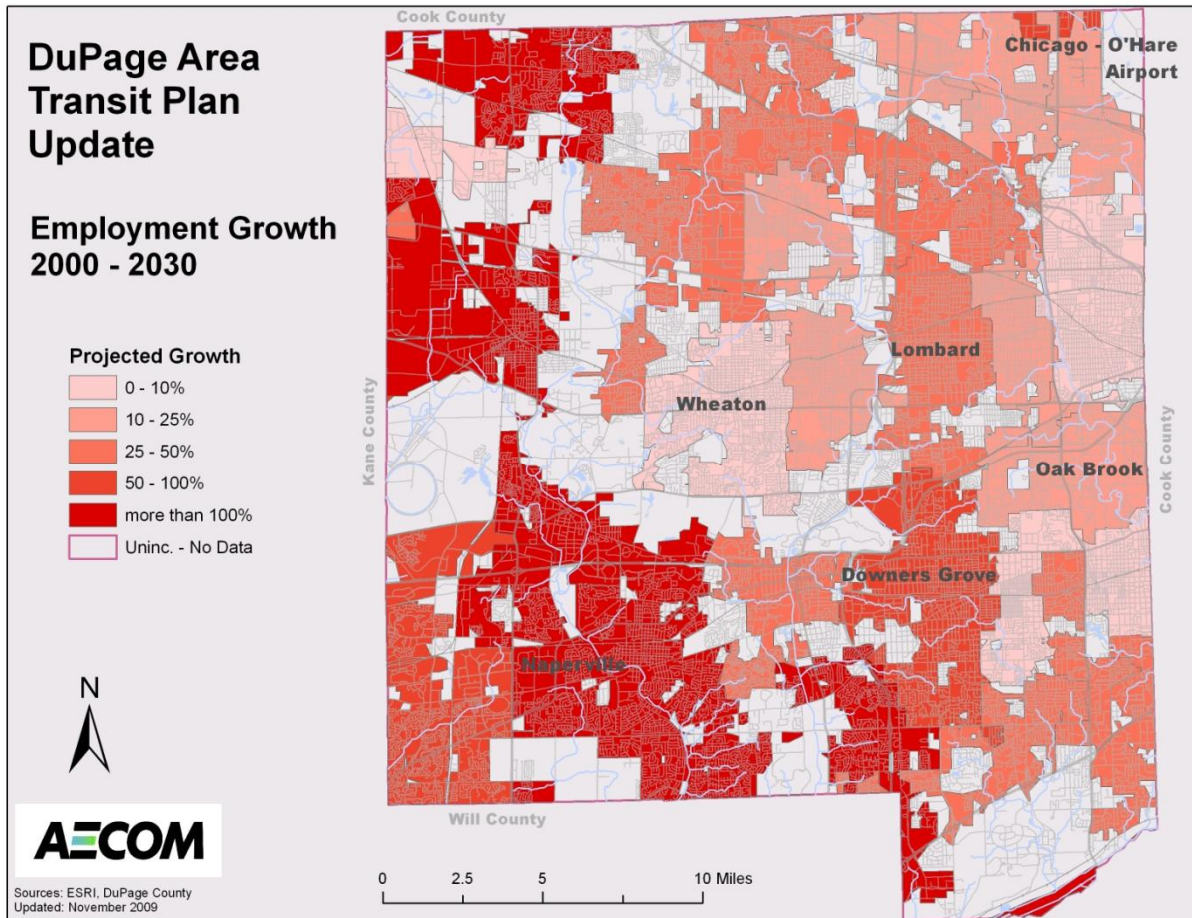 DuPage Area
Transit Plan
Update
Employment Growth
2000 - 2030
Projected Growth
0 - 10%
10 - 25%
25 - 50%
50 - 100%
more than 100%
Uninc. - No Data
N
AECOM
Sources: ESRI, DuPage County
Updated: November 2009
Cook County
Chicago - O'Hare
Airport
Lombard
Wheaton
Kane County
Oak Brook
Cook County
Downers Grove
Naperville
Will County
0 2.5 5 10 Miles